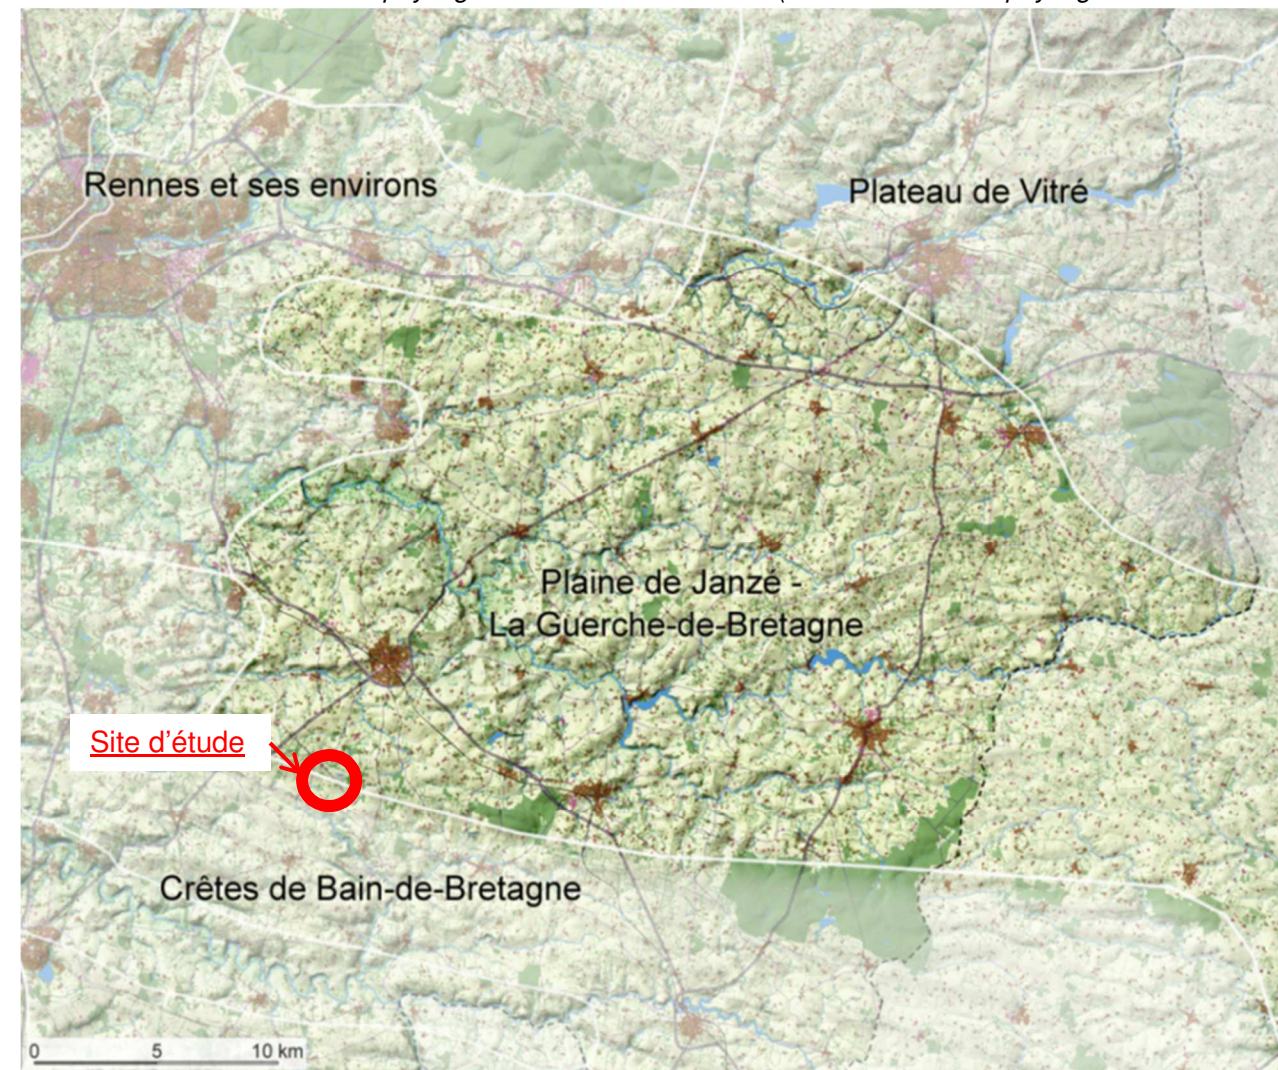 Rennes et ses environs
Plateau de Vitré
Plaine de Janzé -
La Guerche-de-Bretagne
Site d'étude
Crêtes de Bain-de-Bretagne
0 5 10 km